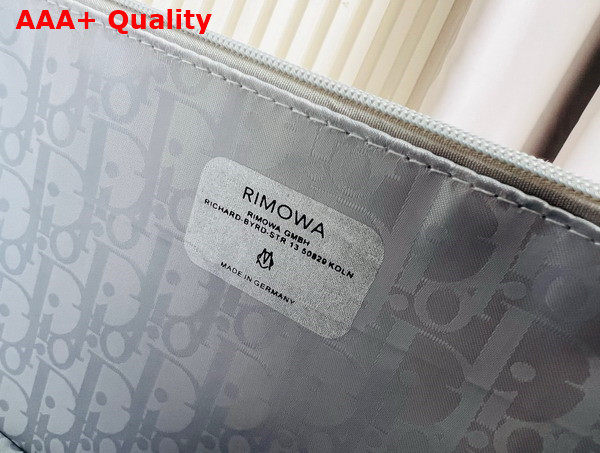 AAA+ Quality
RIMOWA
RIMOWA GMBH
RICHARD-BYRD-STR 13 50829 KOLN
MADE IN GERMANY